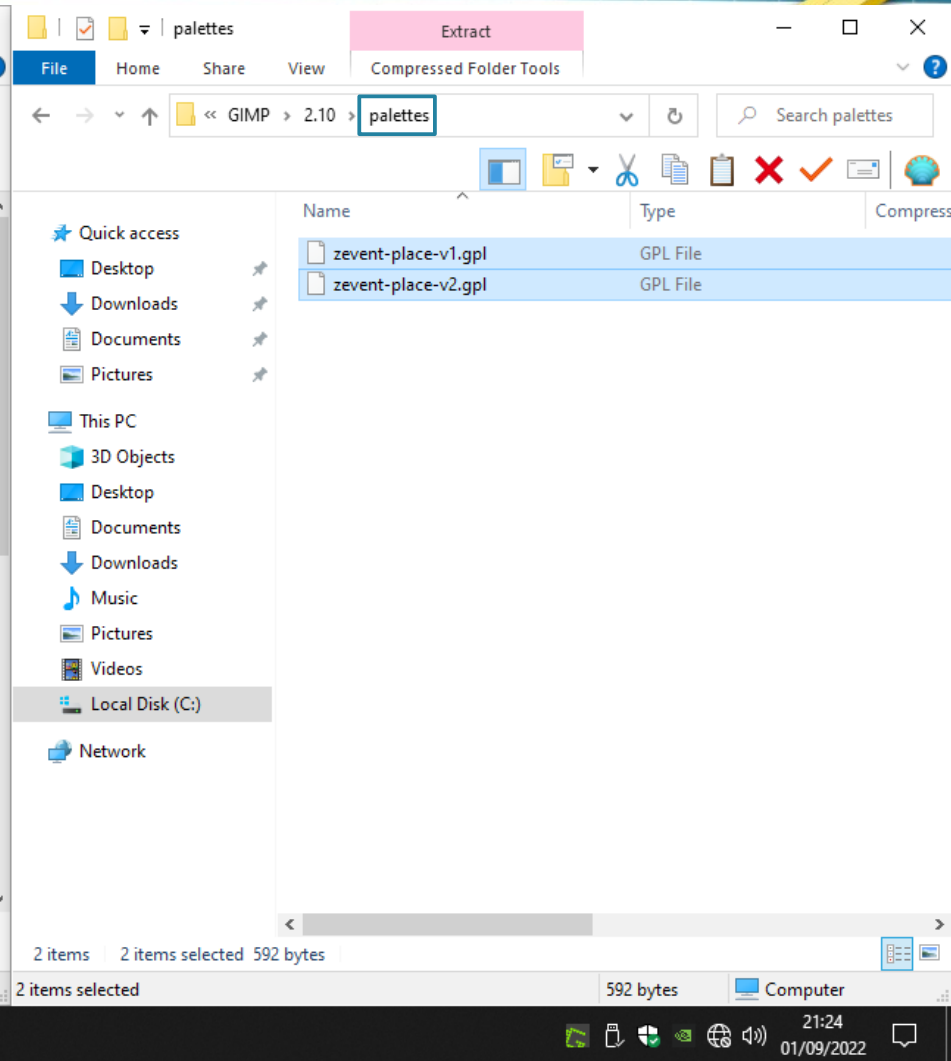 palettes
Extract
File
Home
Share
View
Compressed Folder Tools
?
« GIMP > 2.10 > palettes
Search palettes
Name
Type
Compress
Quick access
Desktop
Downloads
Documents
Pictures
This PC
3D Objects
Desktop
Documents
Downloads
Music
Pictures
Videos
Local Disk (C:)
Network
zevent-place-v1.gpl
GPL File
zevent-place-v2.gpl
GPL File
2 items
2 items selected 592 bytes
2 items selected
592 bytes
Computer
21:24
01/09/2022